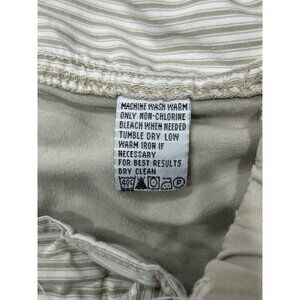 MACHINE WASH WARM
ONLY NON-CHLORINE
BLEACH WHEN NEEDED
TUMBLE DRY LOW
WARM IRON IF
NECESSARY
FOR BEST RESULTS
DRY CLEAN